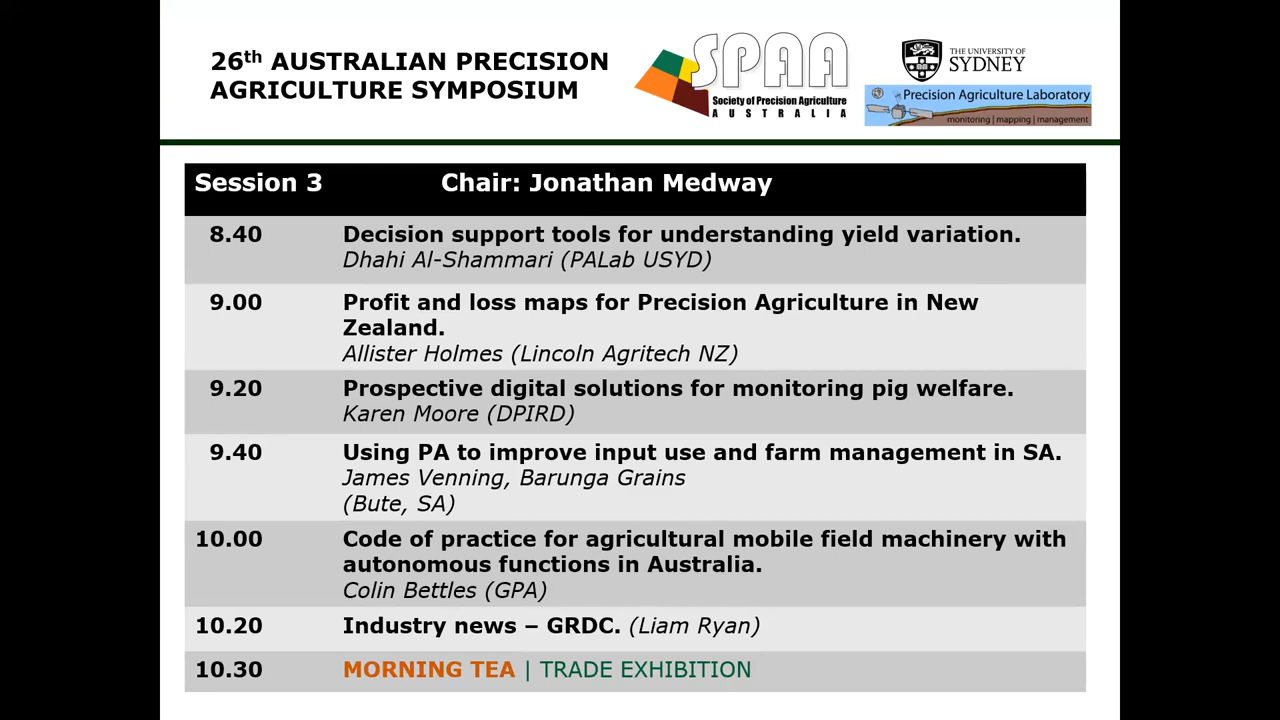 26th AUSTRALIAN PRECISION
AGRICULTURE SYMPOSIUM
SPAA
Society of Precision Agriculture
AUSTRALIA
THE UNIVERSITY OF
SYDNEY
Precision Agriculture Laboratory
monitoring | mapping | management
Session 3 Chair: Jonathan Medway
8.40 Decision support tools for understanding yield variation.
Dhahi Al-Shammari (PALab USYD)
9.00 Profit and loss maps for Precision Agriculture in New
Zealand.
Allister Holmes (Lincoln Agritech NZ)
9.20 Prospective digital solutions for monitoring pig welfare.
Karen Moore (DPIRD)
9.40 Using PA to improve input use and farm management in SA.
James Venning, Barunga Grains
(Bute, SA)
10.00 Code of practice for agricultural mobile field machinery with
autonomous functions in Australia.
Colin Bettles (GPA)
10.20 Industry news – GRDC. (Liam Ryan)
10.30 MORNING TEA | TRADE EXHIBITION